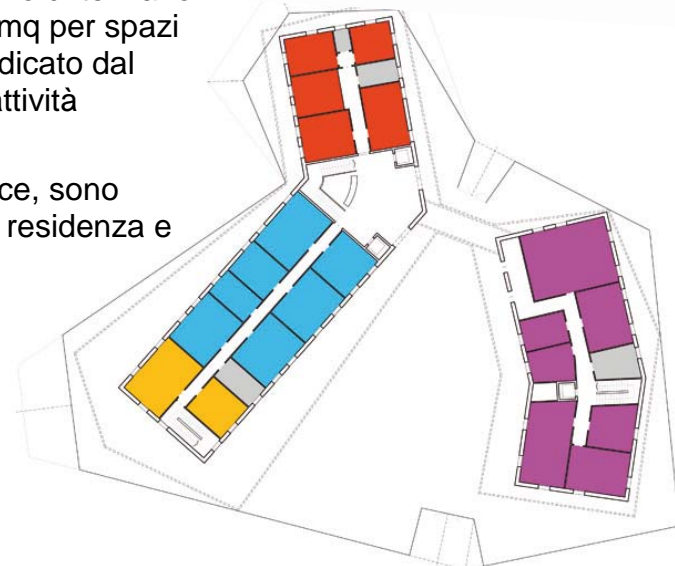 mq per spazi
dicato dal
attività
ce, sono
residenza e